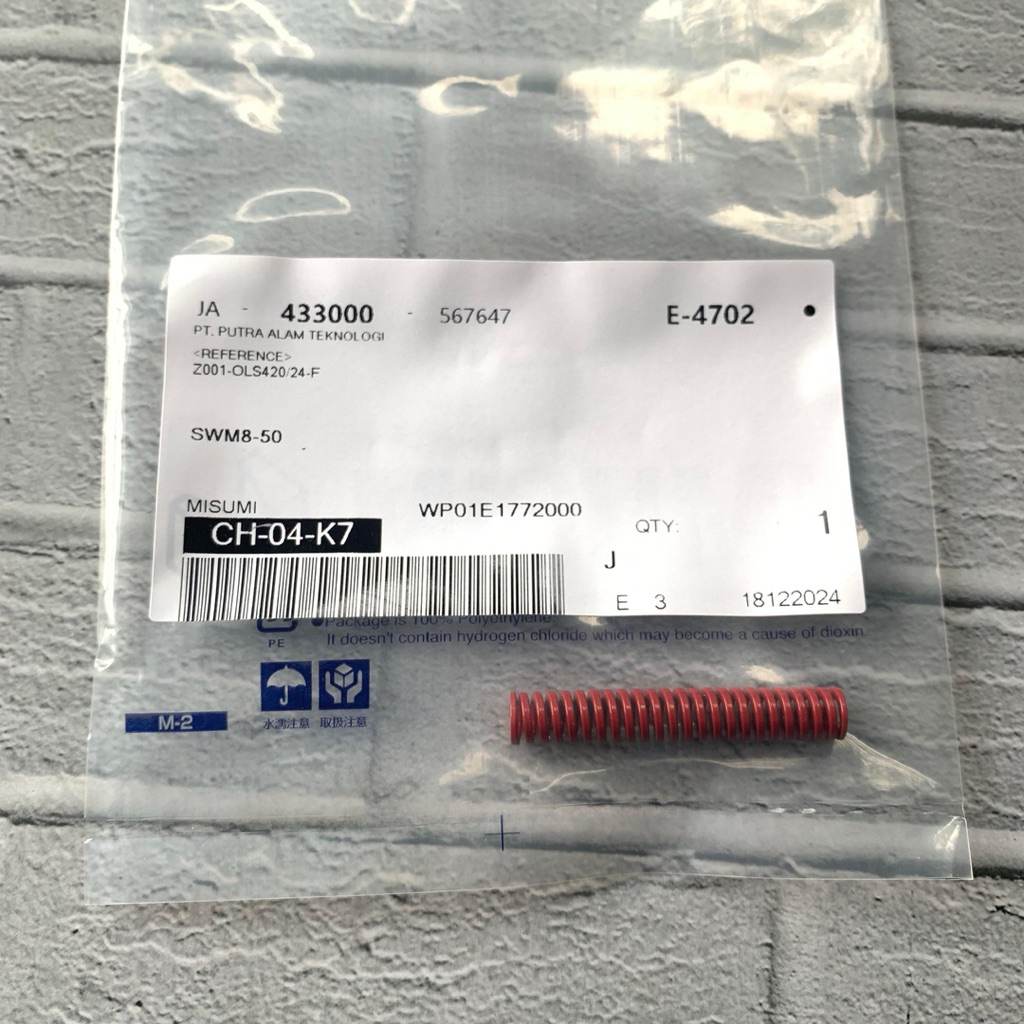 JA - 433000 - 567647 E-4702
PT. PUTRA ALAM TEKNOLOGI
<REFERENCE>
Z001-OLS420/24-F
SWM8-50
MISUMI WP01E1772000
CH-04-K7
QTY: 1
J
E 3 18122024
Package is 100% Polyethylene
It doesn't contain hydrogen chloride which may become a cause of dioxin.
PE
水濡注意 取扱注意
M-2